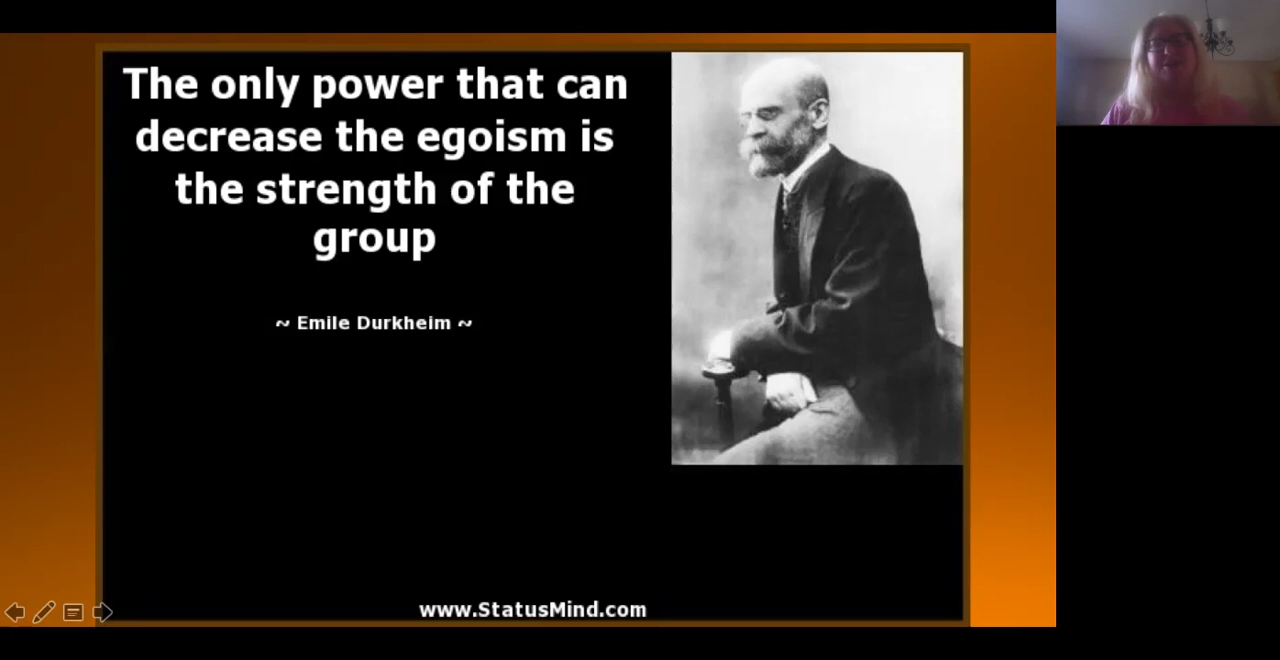 The only power that can
decrease the egoism is
the strength of the
group
~ Emile Durkheim ~
www.StatusMind.com